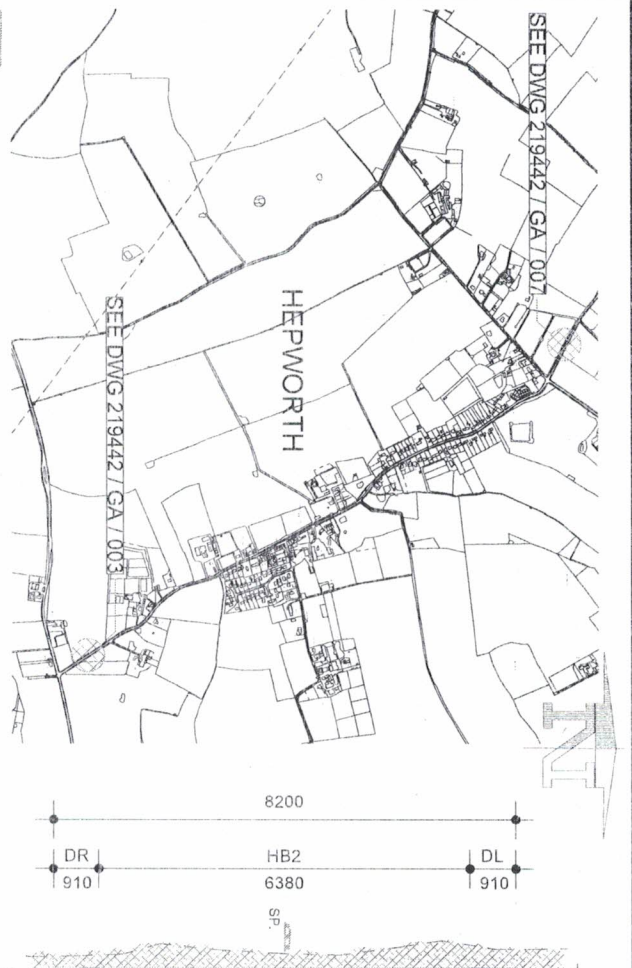 SEE DWG 219442 / GA / 007
HEPWORTH
SEE DWG 219442 / GA / 003
N
8200
DR
HB2
DL
910
6380
910
SP.